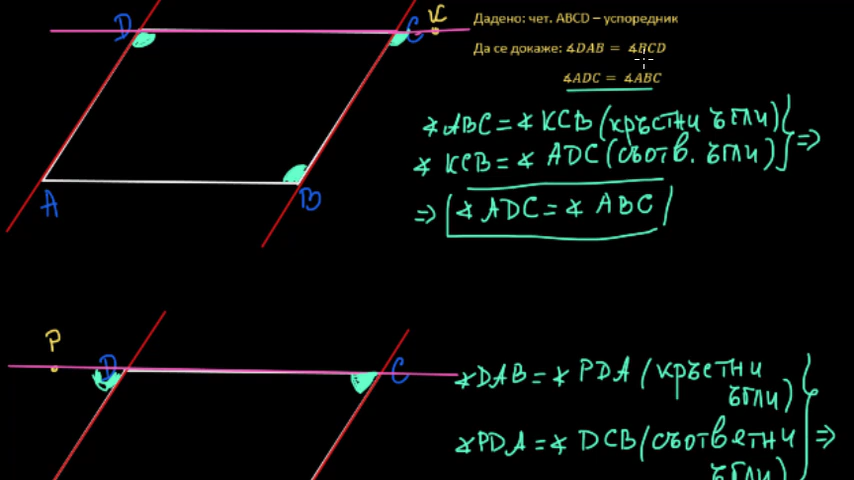 D
C
K
Дадено: чет. ABCD – успоредник
Да се докаже: ∡DAB = ∡BCD
∡ADC = ∡ABC
∡ABC = ∡KCB (кръстни ъгли)
∡KCB = ∡ADC (съотв. ъгли) } =>
=> ∡ADC = ∡ABC
A
B
P
D
C
∡DAB = ∡PDA (кръстни
ъгли)
∡PDA = ∡DCB (съответни =>
ъгли)